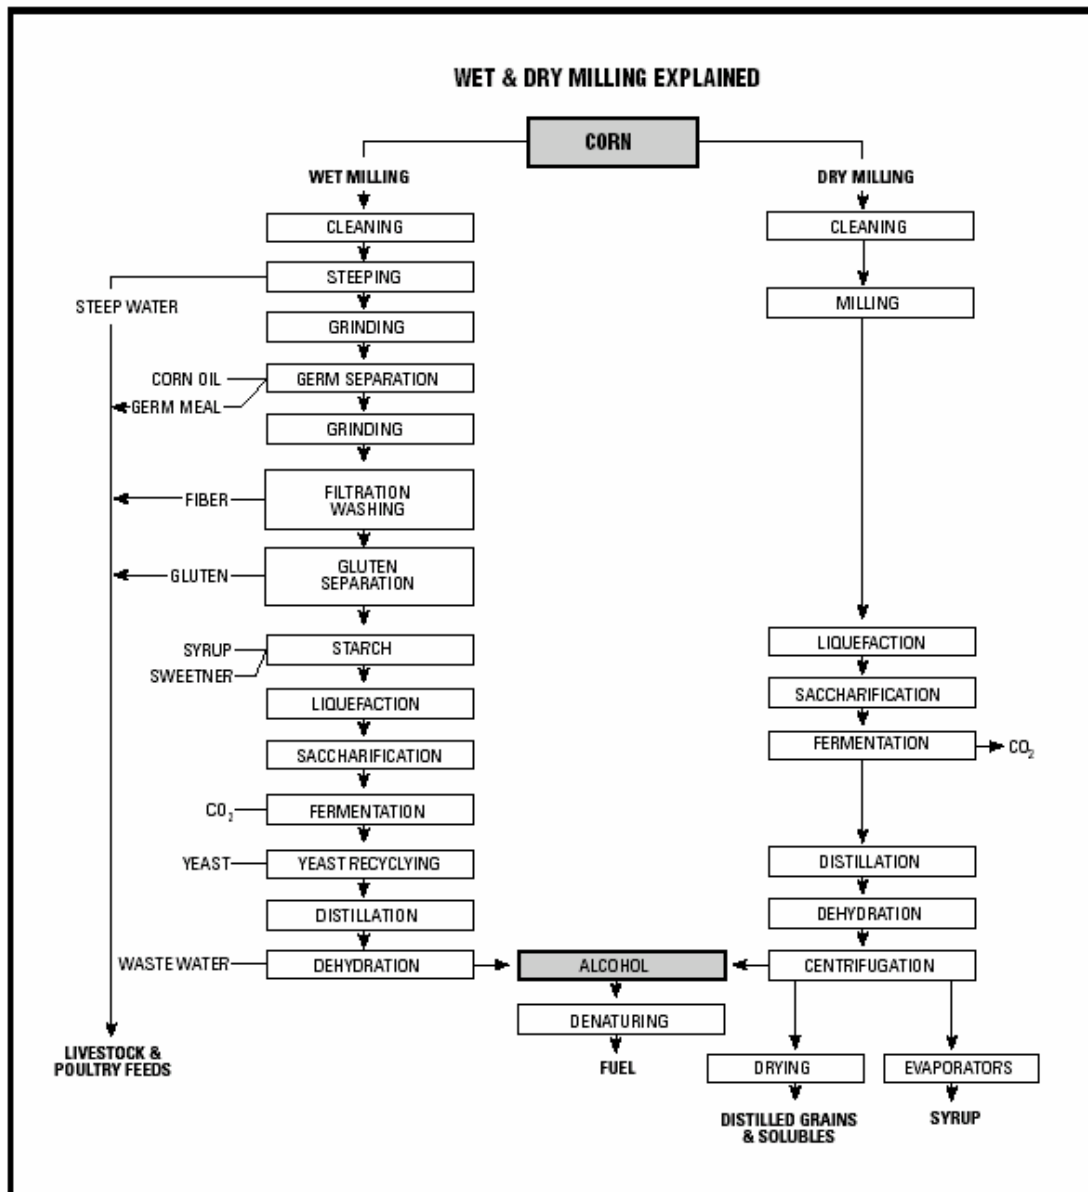 WET & DRY MILLING EXPLAINED
CORN
WET MILLING
DRY MILLING
CLEANING
CLEANING
STEEPING
MILLING
STEEP WATER
GRINDING
CORN OIL
GERM SEPARATION
GERM MEAL
GRINDING
FIBER
FILTRATION
WASHING
GLUTEN
GLUTEN
SEPARATION
SYRUP
STARCH
SWEETNER
LIQUEFACTION
LIQUEFACTION
SACCHARIFICATION
SACCHARIFICATION
FERMENTATION
CO2
CO2
FERMENTATION
YEAST
YEAST RECYCLYING
DISTILLATION
DISTILLATION
DEHYDRATION
WASTE WATER
DEHYDRATION
ALCOHOL
CENTRIFUGATION
DENATURING
FUEL
LIVESTOCK &
POULTRY FEEDS
DRYING
EVAPORATORS
DISTILLED GRAINS
& SOLUBLES
SYRUP